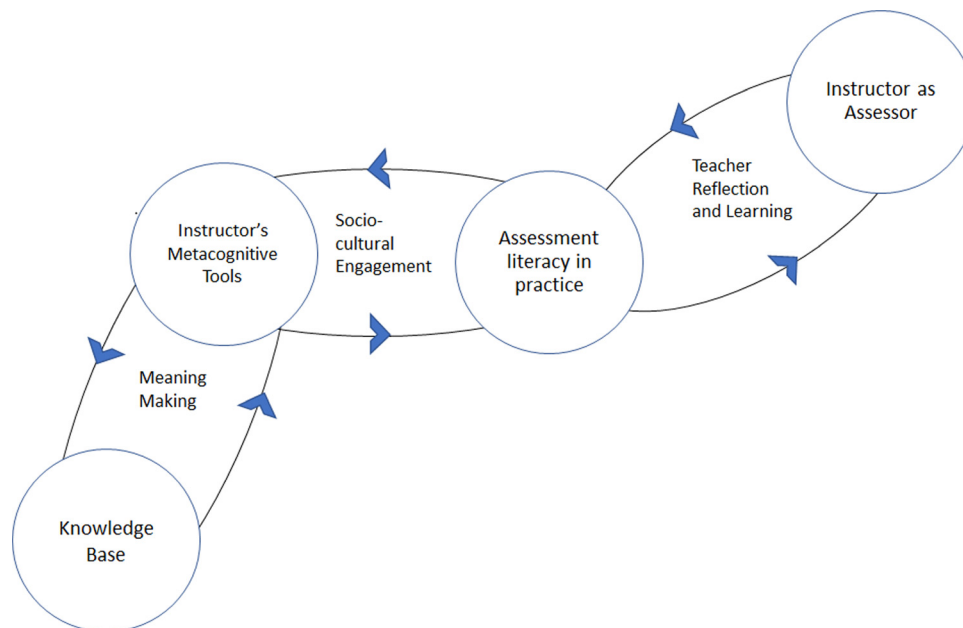 Instructor as
Assessor
Teacher
Reflection
and Learning
Instructor's
Metacognitive
Tools
Socio-
cultural
Engagement
Assessment
literacy in
practice
Meaning
Making
Knowledge
Base